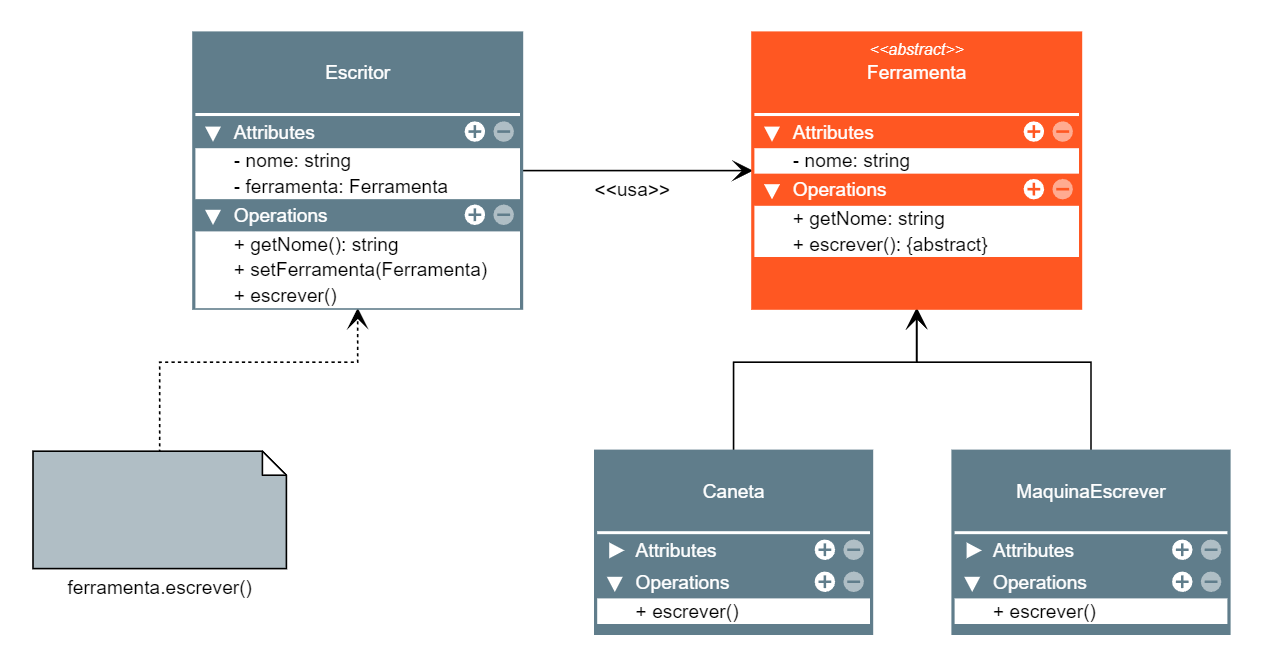 Escritor
Attributes
- nome: string
- ferramenta: Ferramenta
Operations
+ getNome(): string
+ setFerramenta(Ferramenta)
+ escrever()
<<usa>>
<<abstract>>
Ferramenta
Attributes
- nome: string
Operations
+ getNome: string
+ escrever(): {abstract}
ferramenta.escrever()
Caneta
Attributes
Operations
+ escrever()
MaquinaEscrever
Attributes
Operations
+ escrever()